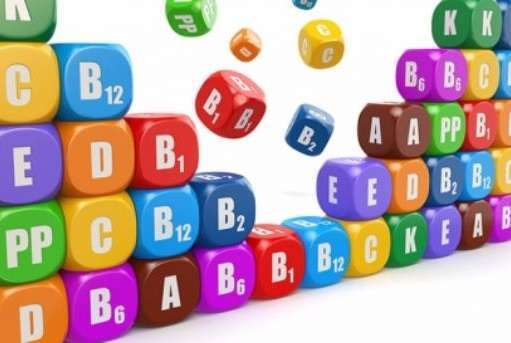 K PP B₁ C K K
C B₁₂ B₁ B₁ B₂ B₆ B₆ C
E D B₁ A A PP B₁
PP C B₁₂ B₂ E E D B₂ B₁₂
D B₆ A B₆ B₁ B₁₂ C K E A B